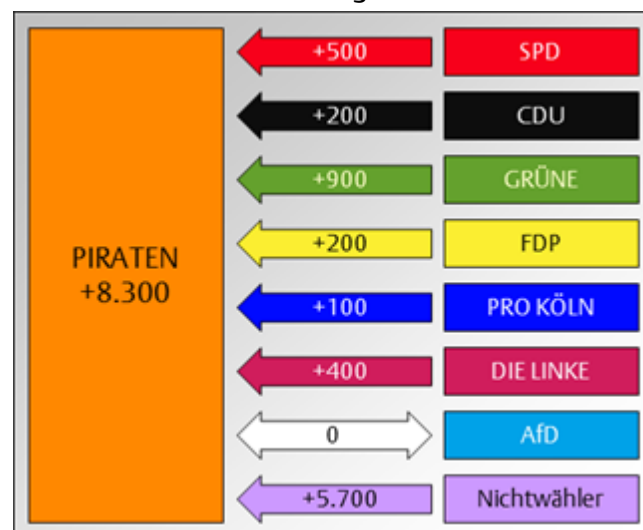 PIRATEN
+8.300
+500 SPD
+200 CDU
+900 GRÜNE
+200 FDP
+100 PRO KÖLN
+400 DIE LINKE
0 AfD
+5.700 Nichtwähler